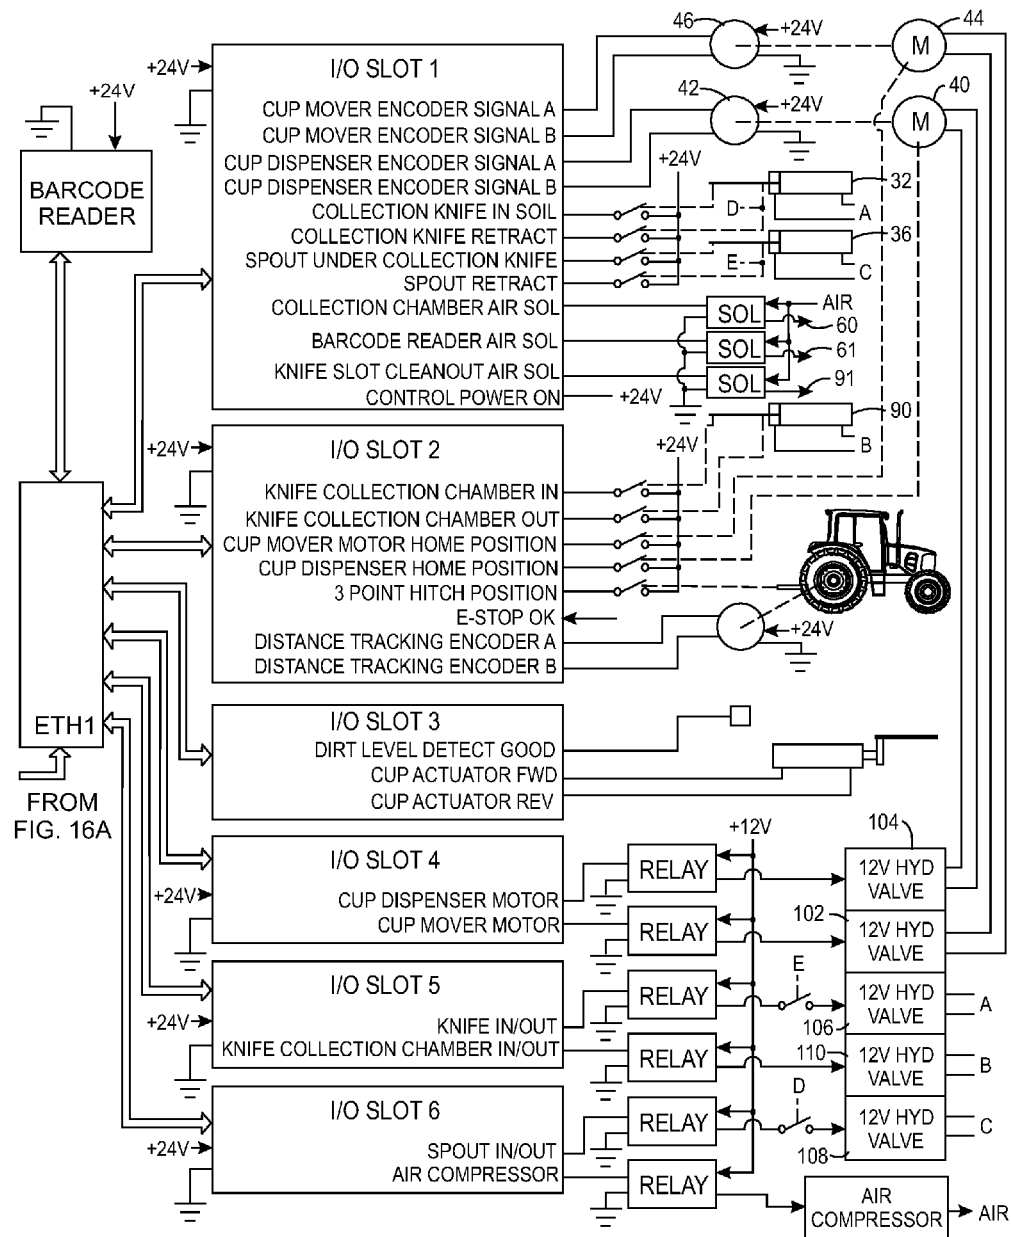 46
+24V
44
M
+24V
I/O SLOT 1
CUP MOVER ENCODER SIGNAL A
CUP MOVER ENCODER SIGNAL B
CUP DISPENSER ENCODER SIGNAL A
CUP DISPENSER ENCODER SIGNAL B
COLLECTION KNIFE IN SOIL
COLLECTION KNIFE RETRACT
SPOUT UNDER COLLECTION KNIFE
SPOUT RETRACT
COLLECTION CHAMBER AIR SOL
BARCODE READER AIR SOL
KNIFE SLOT CLEANOUT AIR SOL
CONTROL POWER ON
+24V
+24V
BARCODE
READER
42
+24V
40
M
+24V
32
D
A
36
E
C
SOL
AIR
60
SOL
61
SOL
91
90
B
+24V
+24V
I/O SLOT 2
KNIFE COLLECTION CHAMBER IN
KNIFE COLLECTION CHAMBER OUT
CUP MOVER MOTOR HOME POSITION
CUP DISPENSER HOME POSITION
3 POINT HITCH POSITION
E-STOP OK
DISTANCE TRACKING ENCODER A
DISTANCE TRACKING ENCODER B
+24V
ETH1
FROM
FIG. 16A
I/O SLOT 3
DIRT LEVEL DETECT GOOD
CUP ACTUATOR FWD
CUP ACTUATOR REV
+12V
I/O SLOT 4
+24V
CUP DISPENSER MOTOR
CUP MOVER MOTOR
RELAY
RELAY
104
12V HYD
VALVE
102
12V HYD
VALVE
I/O SLOT 5
+24V
KNIFE IN/OUT
KNIFE COLLECTION CHAMBER IN/OUT
RELAY
RELAY
E
12V HYD
VALVE
106
A
110
12V HYD
VALVE
B
I/O SLOT 6
+24V
SPOUT IN/OUT
AIR COMPRESSOR
RELAY
RELAY
D
12V HYD
VALVE
108
C
AIR
COMPRESSOR
AIR